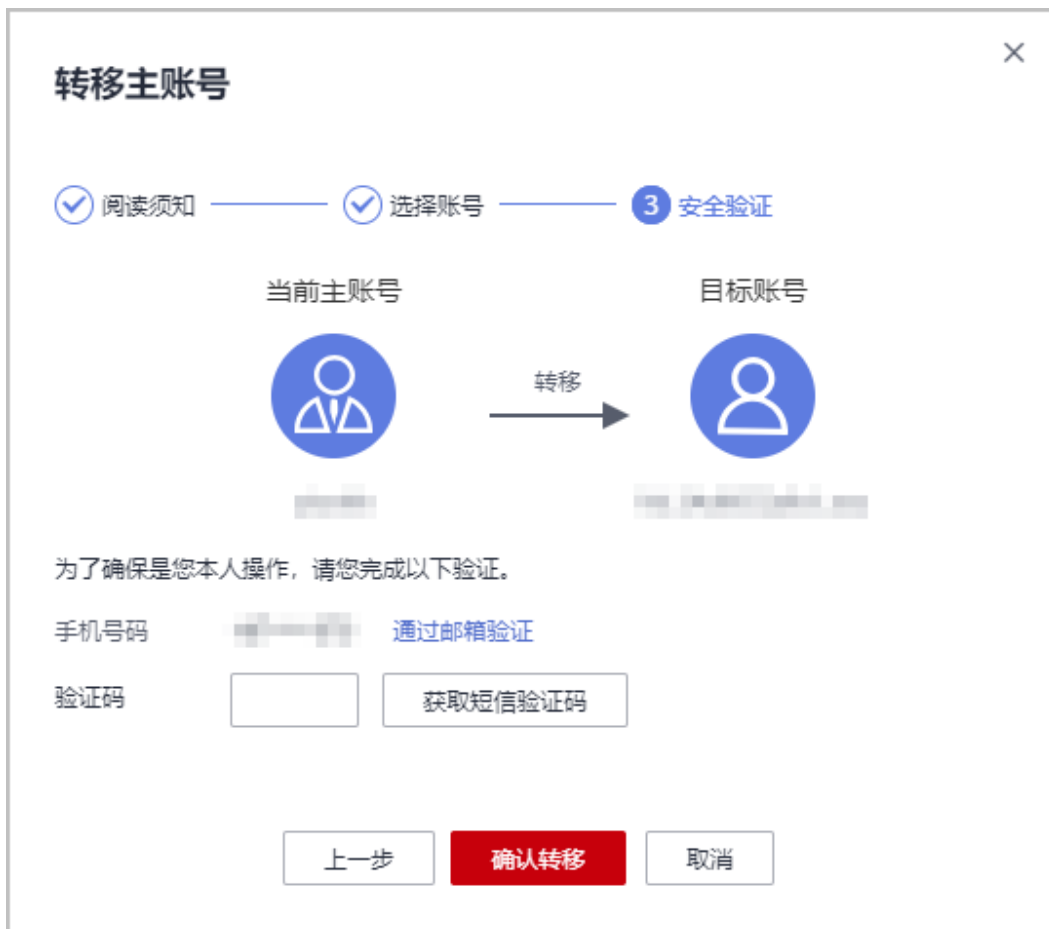 转移主账号
阅读须知 选择账号 3 安全验证
当前主账号 目标账号
转移
为了确保是您本人操作，请您完成以下验证。
手机号码 通过邮箱验证
验证码 获取短信验证码
上一步 确认转移 取消